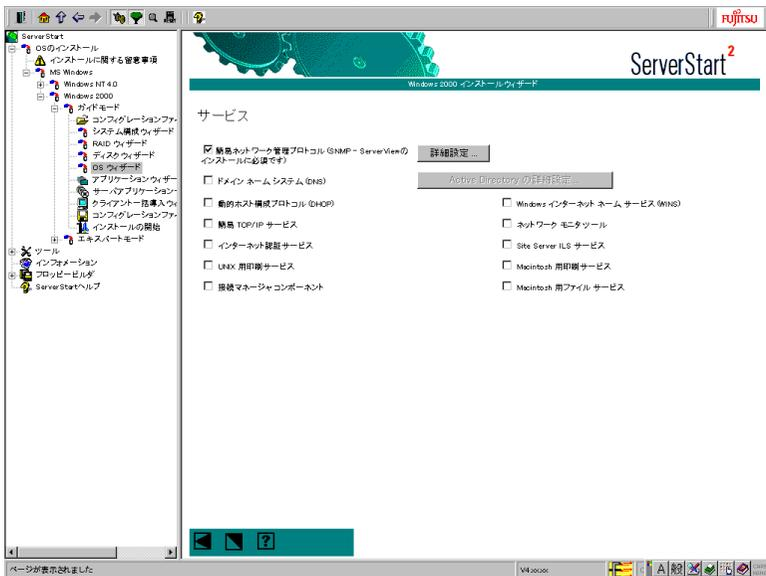 FUJITSU
ServerStart
OSのインストール
インストールに関する留意事項
MS Windows
Windows NT 4.0
Windows 2000
ガイドモード
コンフィグレーションファ
システム構成ウィザード
RAID ウィザード
ディスクウィザード
OS ウィザード
アプリケーションウィザー
サーバアプリケーション
クライアント一括導入ウィ
コンフィグレーションファ
インストールの開始
エキスパートモード
ツール
インフォメーション
フロッピービルダ
ServerStartヘルプ
ServerStart2
Windows 2000 インストールウィザード
サービス
簡易ネットワーク管理プロトコル (SNMP - ServerViewの
インストールに必須です)
詳細設定 ...
ドメイン ネーム システム (DNS)
Active Directory の詳細設定
動的ホスト構成プロトコル (DHCP)
Windows インターネット ネーム サービス (WINS)
簡易 TCP/IP サービス
ネットワーク モニタツール
インターネット認証サービス
Site Server ILS サービス
UNIX 用印刷サービス
Macintosh 用印刷サービス
接続マネージャコンポーネント
Macintosh 用ファイル サービス
ページが表示されました
V4.xxxxx
A 般